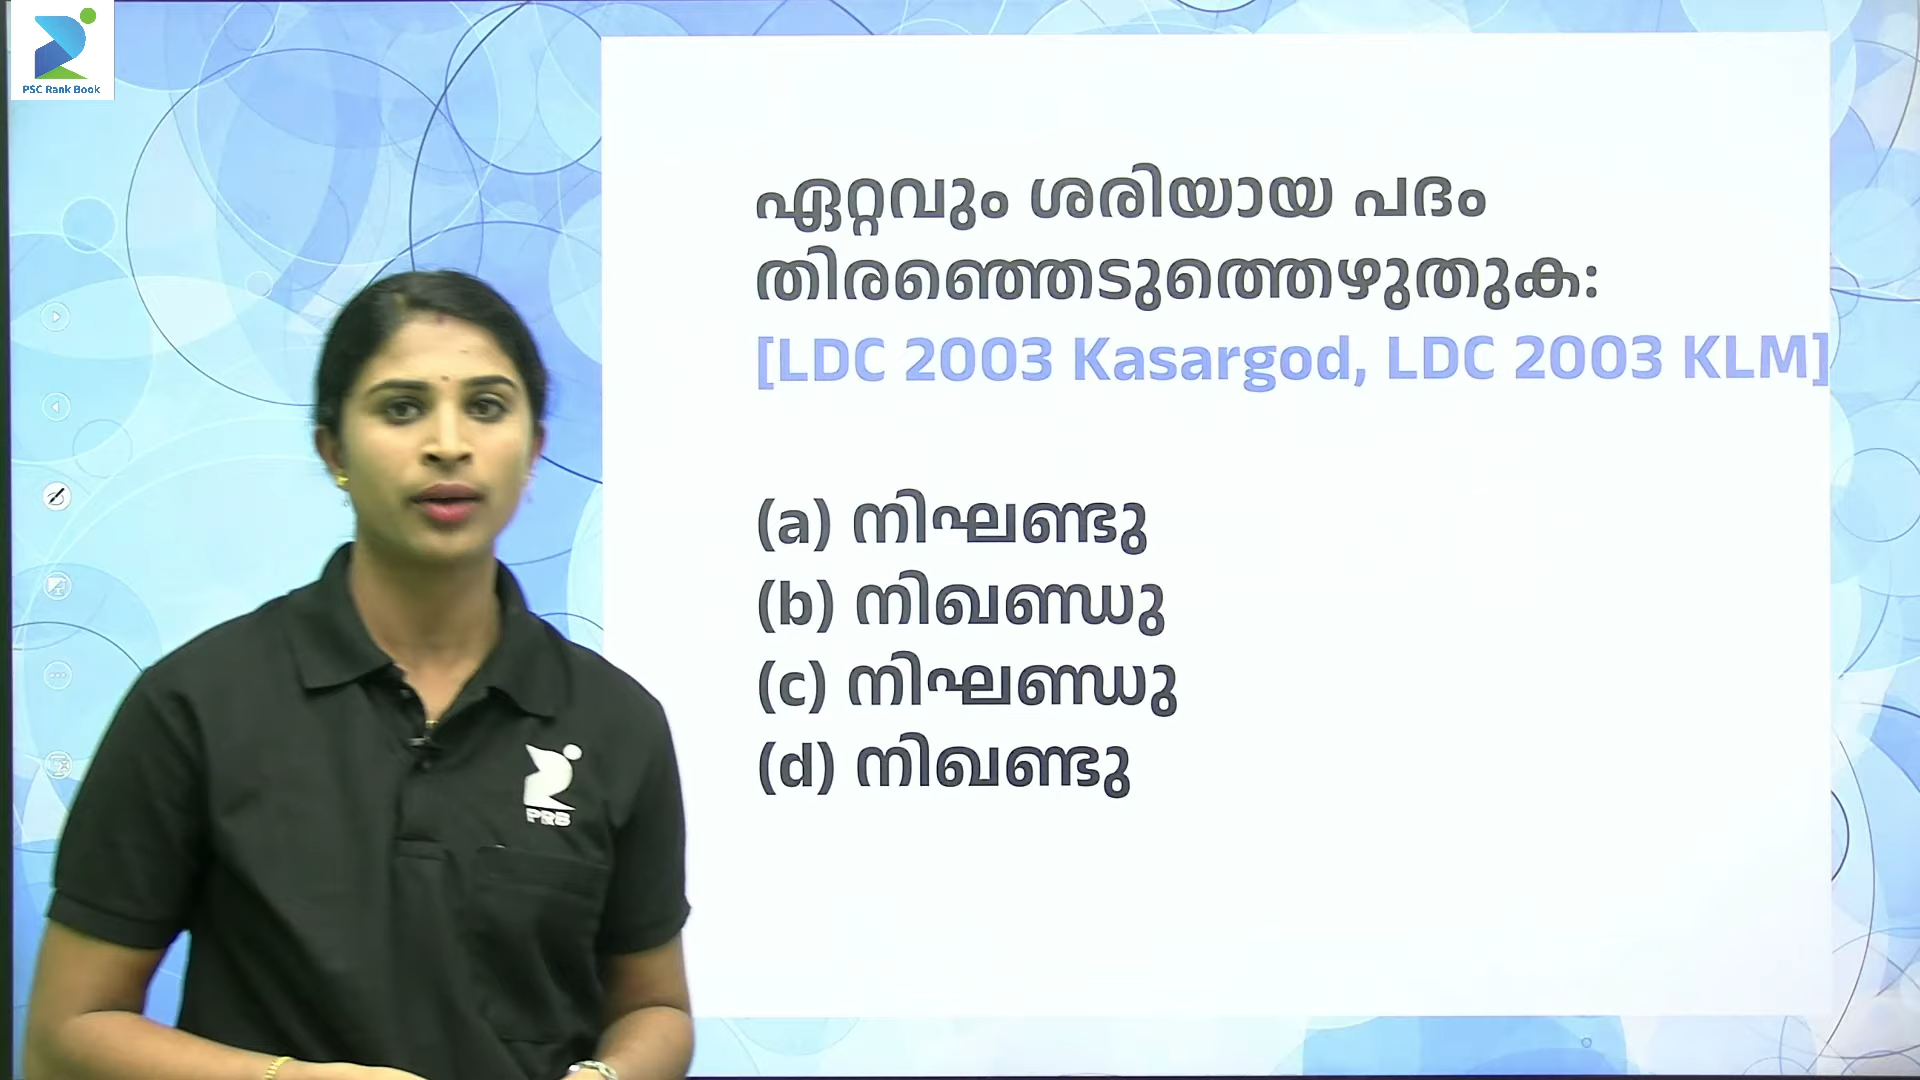 PSC Rank Book
ഏറ്റവും ശരിയായ പദം
തിരഞ്ഞെടുത്തെഴുതുക:
[LDC 2003 Kasargod, LDC 2003 KLM]
(a) നിഘണ്ടു
(b) നിഖണ്ഡു
(c) നിഘണ്ഡു
(d) നിഖണ്ടു
PRB